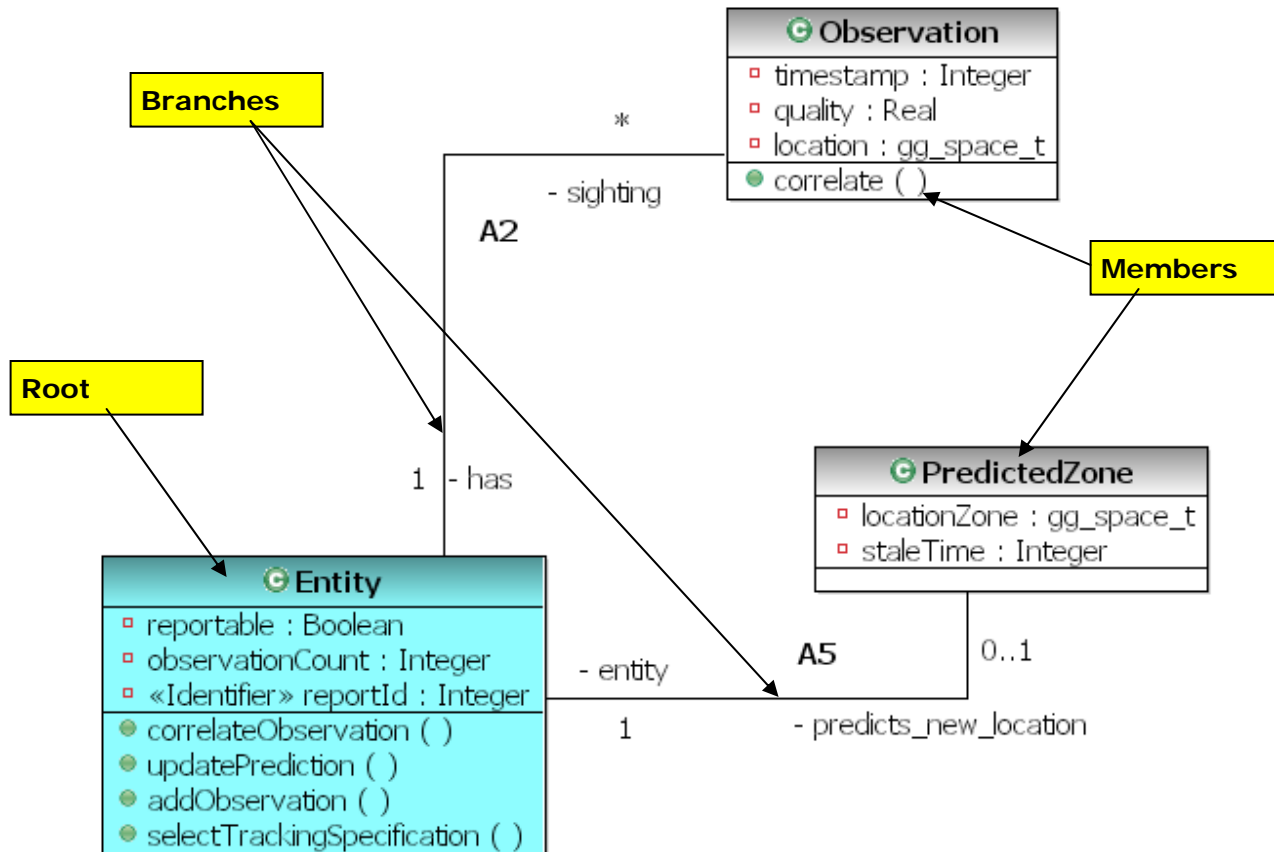 Observation
timestamp : Integer
quality : Real
location : gg_space_t
correlate ( )
Branches
*
- sighting
A2
Members
Root
1 - has
PredictedZone
locationZone : gg_space_t
staleTime : Integer
Entity
reportable : Boolean
observationCount : Integer
«Identifier» reportId : Integer
correlateObservation ( )
updatePrediction ( )
addObservation ( )
selectTrackingSpecification ( )
- entity
1
A5
0..1
- predicts_new_location